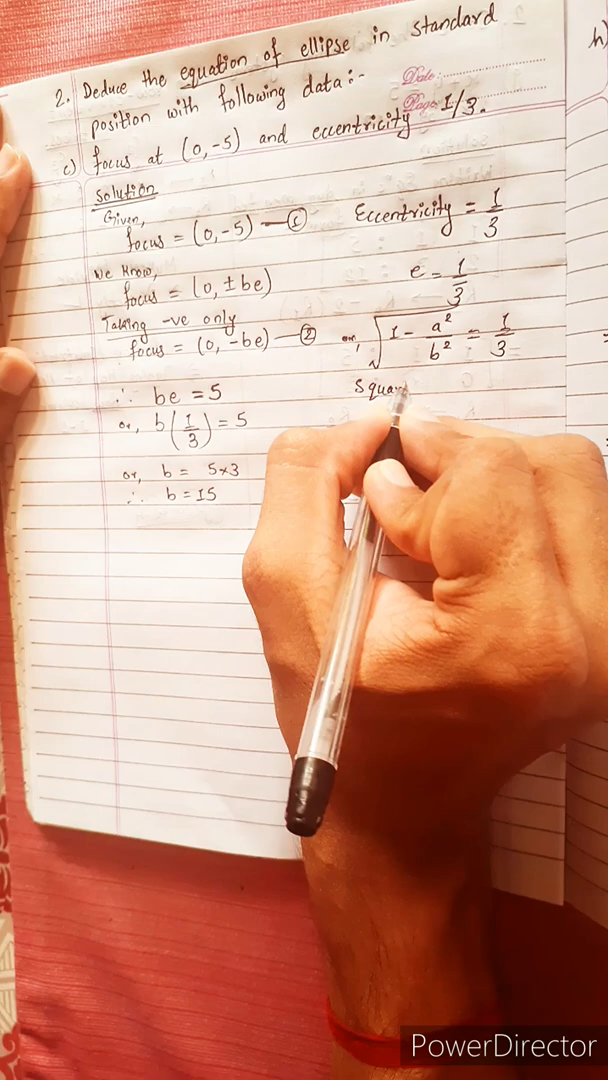 2. Deduce the equation of ellipse in standard
position with following data:-
Date:
Page:
c) focus at (0,-5) and eccentricity 1/3.
Solution
Given,
focus = (0,-5) — ①
Eccentricity = 1/3
We know,
focus = (0, ±be)
e = 1/3
Taking -ve only
focus = (0, -be) — ②
or, √(1 - a²/b²) = 1/3
∴ be = 5
Squar
or, b(1/3) = 5
or, b = 5×3
∴ b = 15
h)
PowerDirector